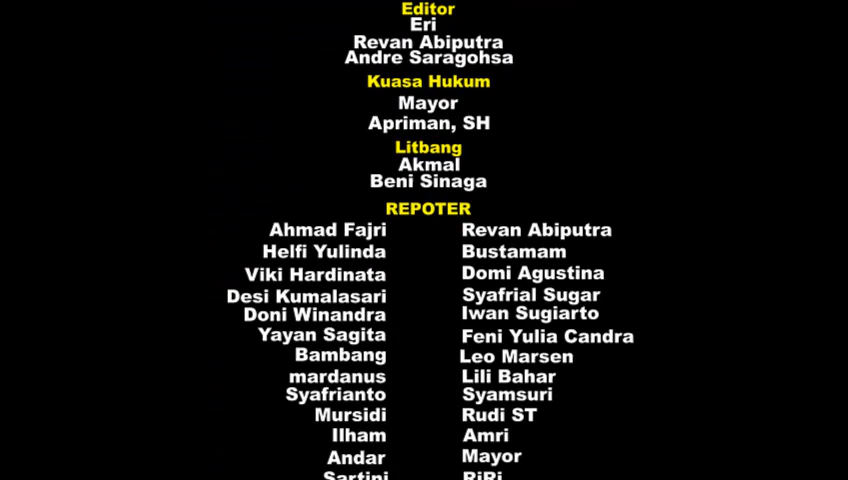 Editor
Eri
Revan Abiputra
Andre Saragohsa
Kuasa Hukum
Mayor
Apriman, SH
Litbang
Akmal
Beni Sinaga
REPOTER
Ahmad Fajri Revan Abiputra
Helfi Yulinda Bustamam
Viki Hardinata Domi Agustina
Desi Kumalasari Syafrial Sugar
Doni Winandra Iwan Sugiarto
Yayan Sagita Feni Yulia Candra
Bambang Leo Marsen
mardanus Lili Bahar
Syafrianto Syamsuri
Mursidi Rudi ST
Ilham Amri
Andar Mayor
Sartini RiRi